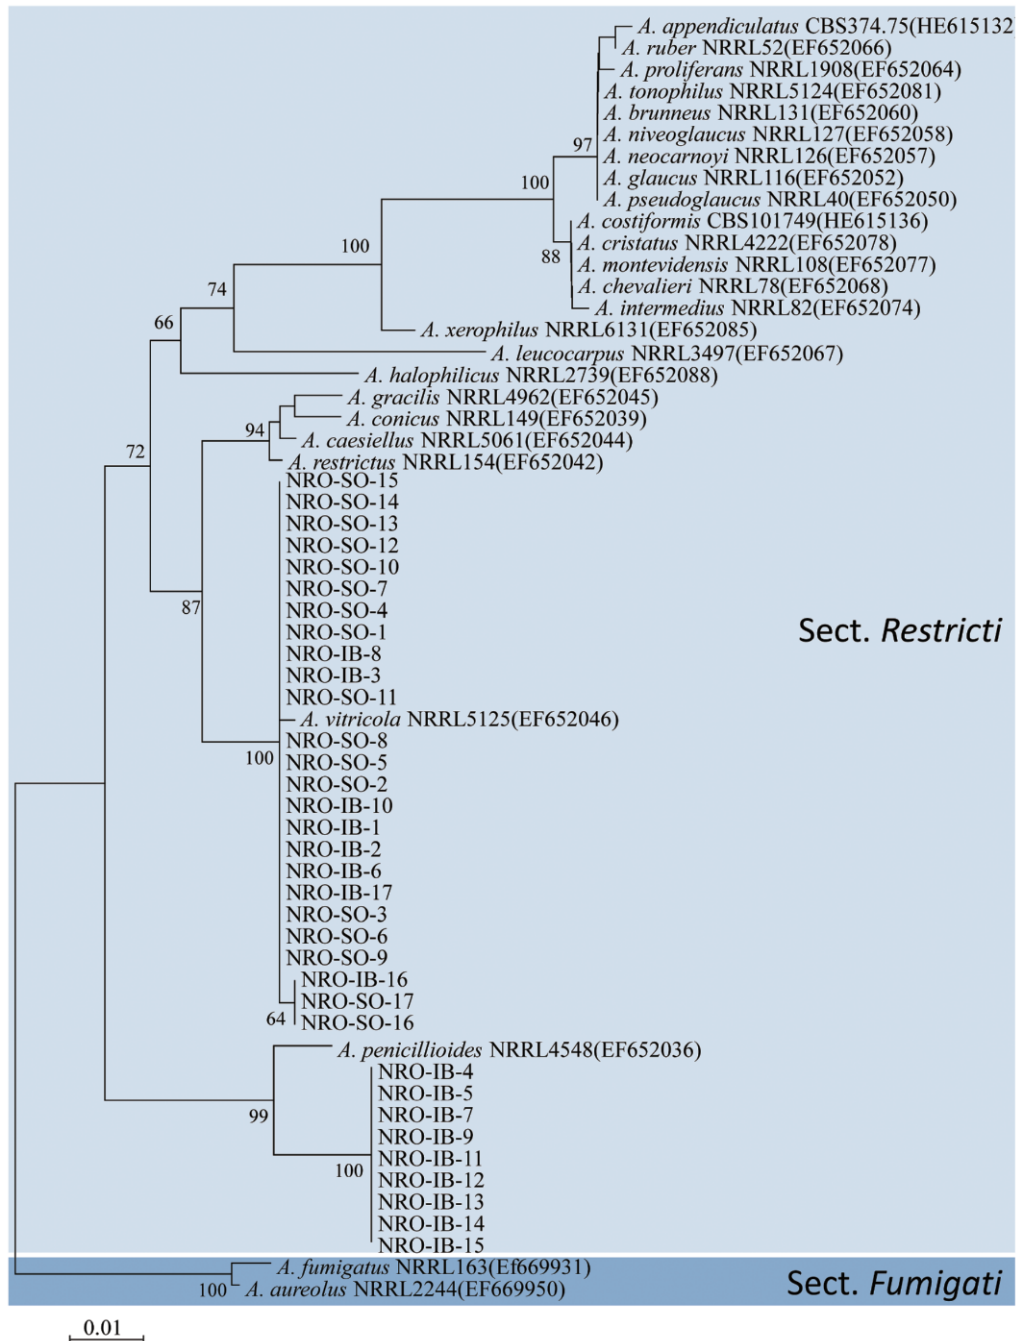 A. appendiculatus CBS374.75(HE615132
A. ruber NRRL52(EF652066)
A. proliferans NRRL1908(EF652064)
A. tonophilus NRRL5124(EF652081)
A. brunneus NRRL131(EF652060)
A. niveoglaucus NRRL127(EF652058)
97
A. neocarnoyi NRRL126(EF652057)
A. glaucus NRRL116(EF652052)
100
A. pseudoglaucus NRRL40(EF652050)
A. costiformis CBS101749(HE615136)
A. cristatus NRRL4222(EF652078)
100
88
A. montevidensis NRRL108(EF652077)
A. chevalieri NRRL78(EF652068)
74
A. intermedius NRRL82(EF652074)
66
A. xerophilus NRRL6131(EF652085)
A. leucocarpus NRRL3497(EF652067)
A. halophilicus NRRL2739(EF652088)
A. gracilis NRRL4962(EF652045)
A. conicus NRRL149(EF652039)
94
A. caesiellus NRRL5061(EF652044)
72
A. restrictus NRRL154(EF652042)
NRO-SO-15
NRO-SO-14
NRO-SO-13
NRO-SO-12
NRO-SO-10
NRO-SO-7
87
NRO-SO-4
NRO-SO-1
Sect. Restricti
NRO-IB-8
NRO-IB-3
NRO-SO-11
A. vitricola NRRL5125(EF652046)
NRO-SO-8
100
NRO-SO-5
NRO-SO-2
NRO-IB-10
NRO-IB-1
NRO-IB-2
NRO-IB-6
NRO-IB-17
NRO-SO-3
NRO-SO-6
NRO-SO-9
NRO-IB-16
NRO-SO-17
64
NRO-SO-16
A. penicillioides NRRL4548(EF652036)
NRO-IB-4
NRO-IB-5
99
NRO-IB-7
NRO-IB-9
NRO-IB-11
100
NRO-IB-12
NRO-IB-13
NRO-IB-14
NRO-IB-15
A. fumigatus NRRL163(Ef669931)
100
A. aureolus NRRL2244(EF669950)
Sect. Fumigati
0.01